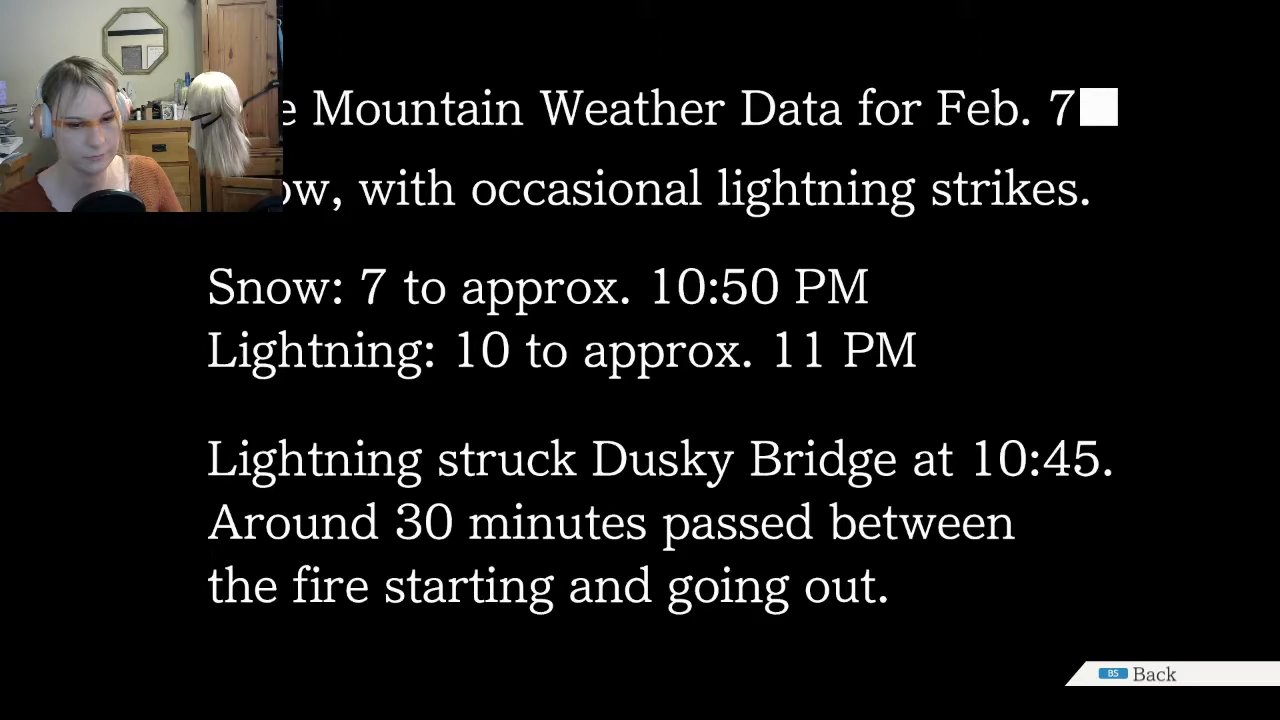 Mountain Weather Data for Feb. 7
with occasional lightning strikes.
Snow: 7 to approx. 10:50 PM
Lightning: 10 to approx. 11 PM
Lightning struck Dusky Bridge at 10:45.
Around 30 minutes passed between
the fire starting and going out.
B5 Back